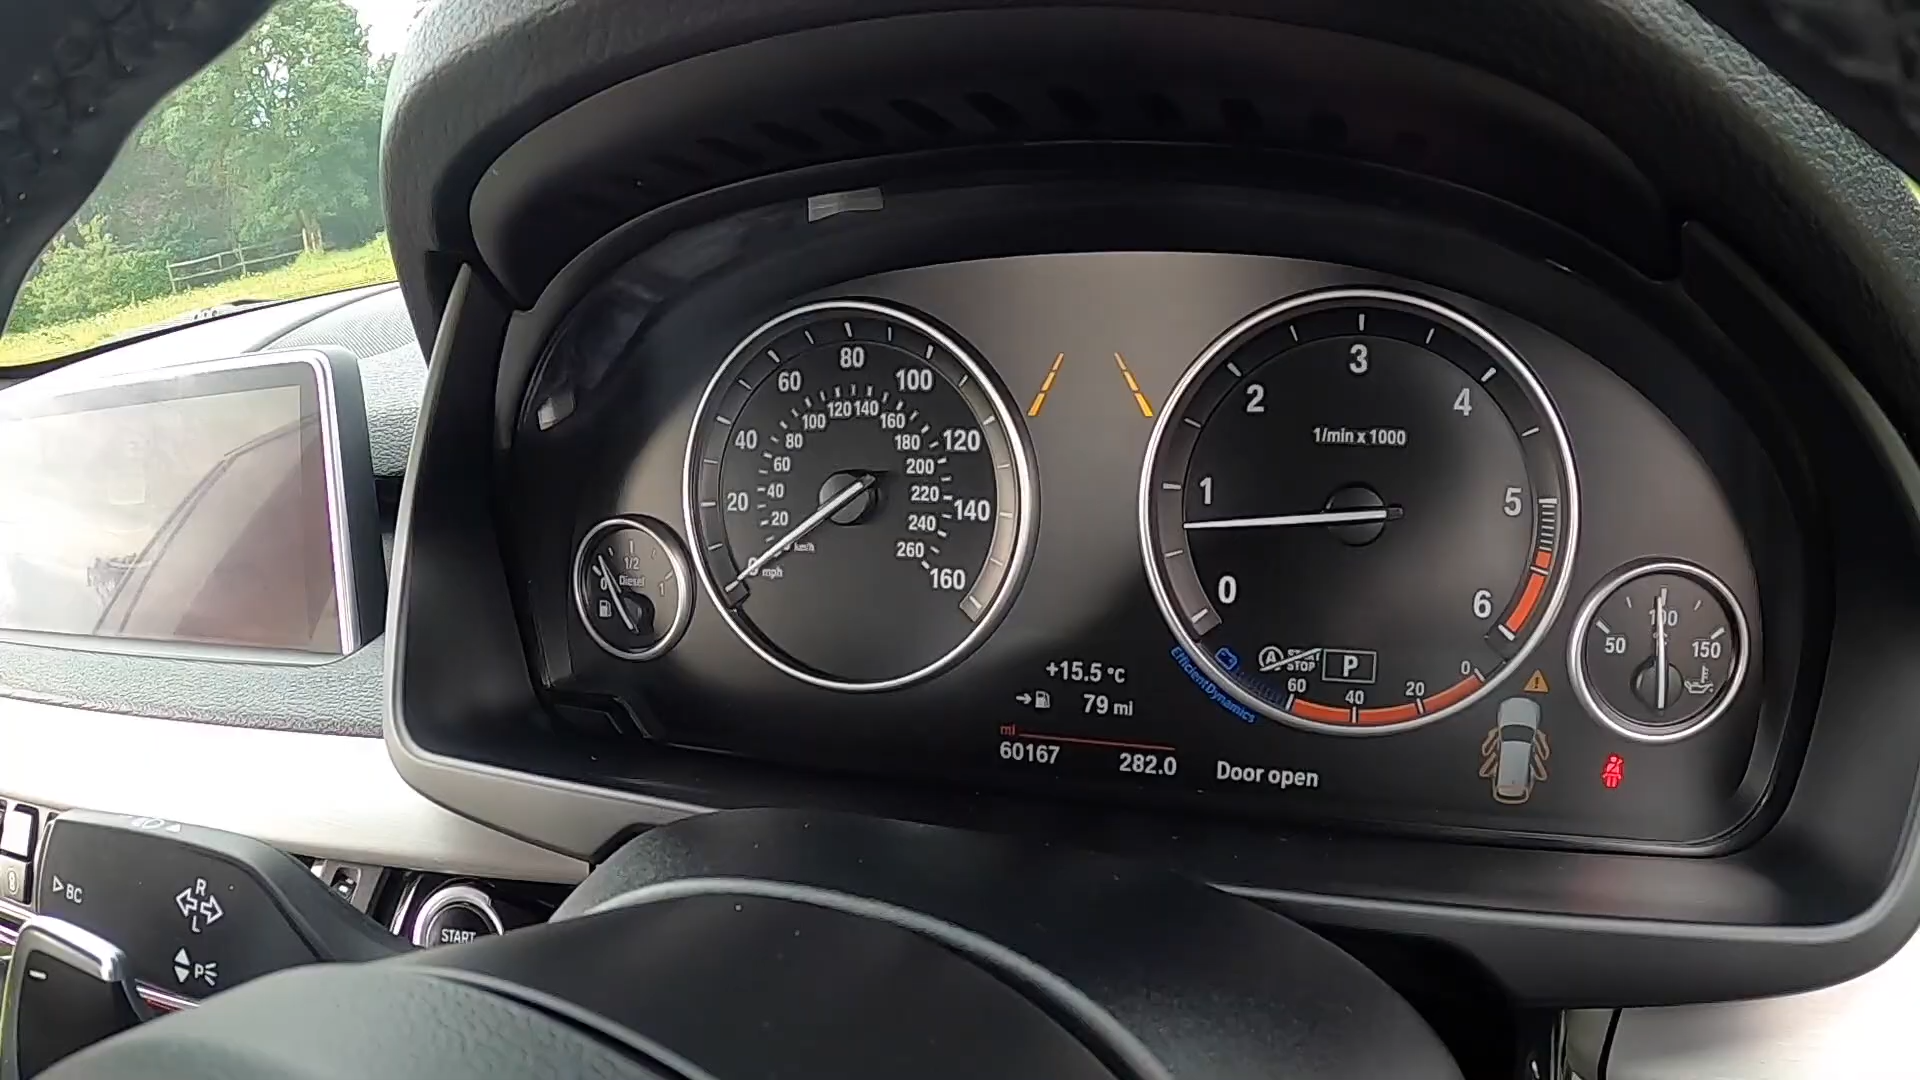 80
60
100
40
120
20
140
0
mph
160
120 140
100
160
80
180
60
200
40
220
20
240
km/h
260
1/2
0
Diesel
1
3
2
4
1/min x 1000
1
5
0
6
A
STOP
P
60
40
20
0
EfficientDynamics
50
100
°C
150
+15.5 °C
79 mi
mi
60167
282.0
Door open
BC
R
L
P
START